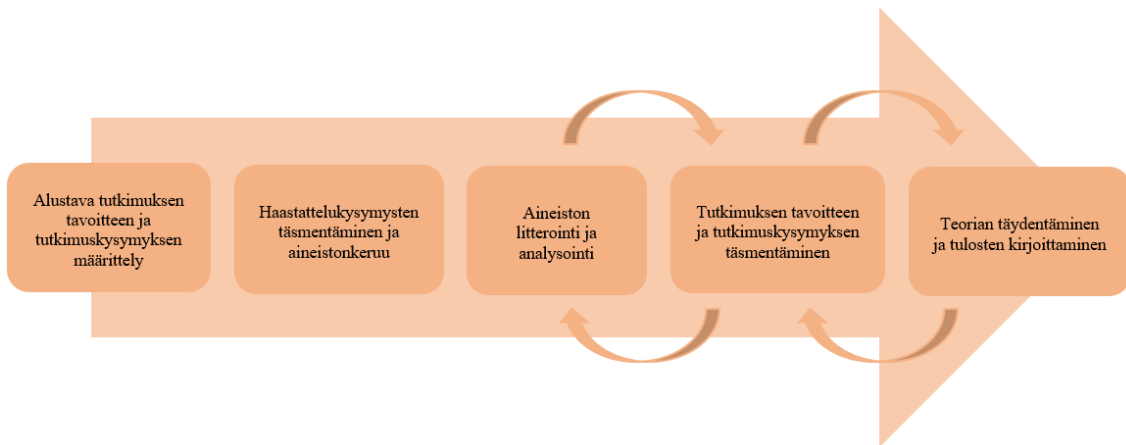 Alustava tutkimuksen
tavoitteen ja
tutkimuskysymyksen
määrittely
Haastattelukysymysten
täsmentäminen ja
aineistonkeruu
Aineiston
litterointi ja
analysointi
Tutkimuksen tavoitteen
ja tutkimuskysymyksen
täsmentäminen
Teorian täydentäminen
ja tulosten kirjoittaminen